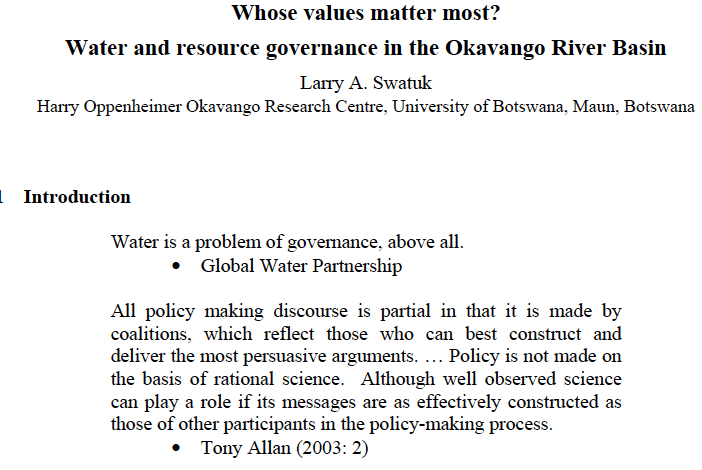 Whose values matter most?
Water and resource governance in the Okavango River Basin
Larry A. Swatuk
Harry Oppenheimer Okavango Research Centre, University of Botswana, Maun, Botswana
1 Introduction
Water is a problem of governance, above all.
• Global Water Partnership
All policy making discourse is partial in that it is made by
coalitions, which reflect those who can best construct and
deliver the most persuasive arguments. … Policy is not made on
the basis of rational science. Although well observed science
can play a role if its messages are as effectively constructed as
those of other participants in the policy-making process.
• Tony Allan (2003: 2)